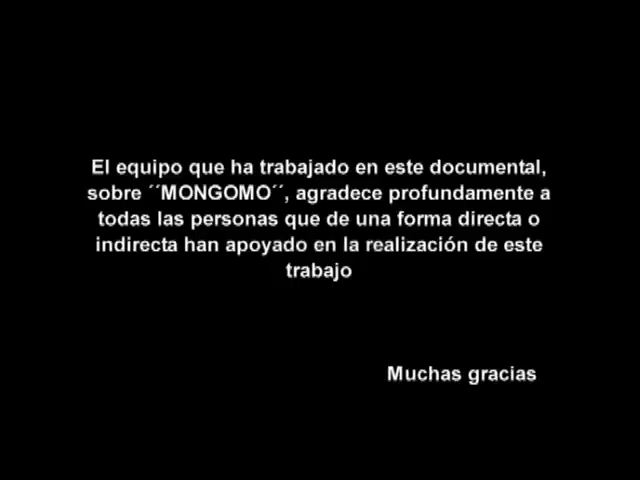 El equipo que ha trabajado en este documental,
sobre ´´MONGOMO´´, agradece profundamente a
todas las personas que de una forma directa o
indirecta han apoyado en la realización de este
trabajo
Muchas gracias